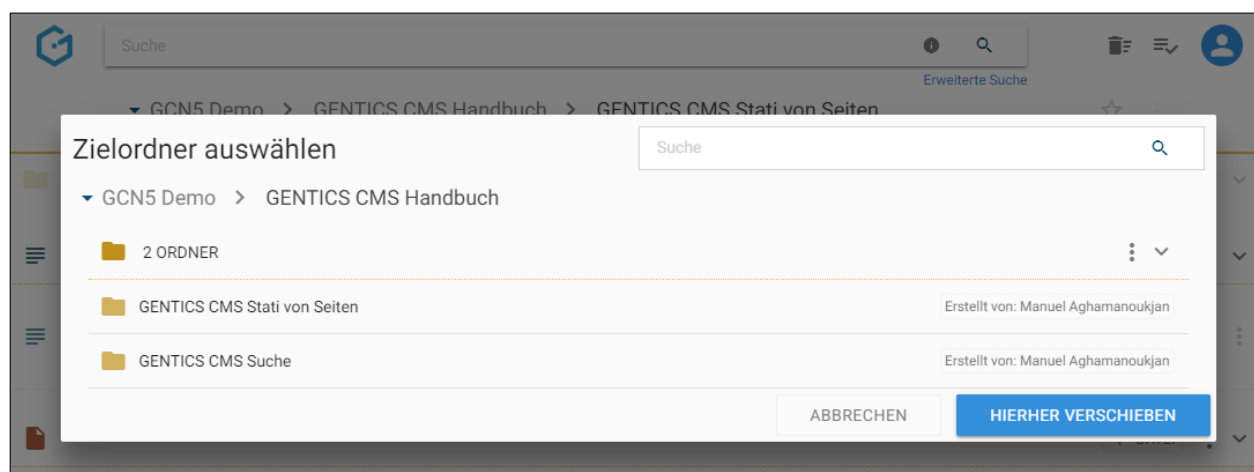 Suche
Erweiterte Suche
GCN5 Demo > GENTICS CMS Handbuch > GENTICS CMS Stati von Seiten
Zielordner auswählen
Suche
GCN5 Demo > GENTICS CMS Handbuch
2 ORDNER
GENTICS CMS Stati von Seiten
Erstellt von: Manuel Aghamanoukjan
GENTICS CMS Suche
Erstellt von: Manuel Aghamanoukjan
ABBRECHEN
HIERHER VERSCHIEBEN